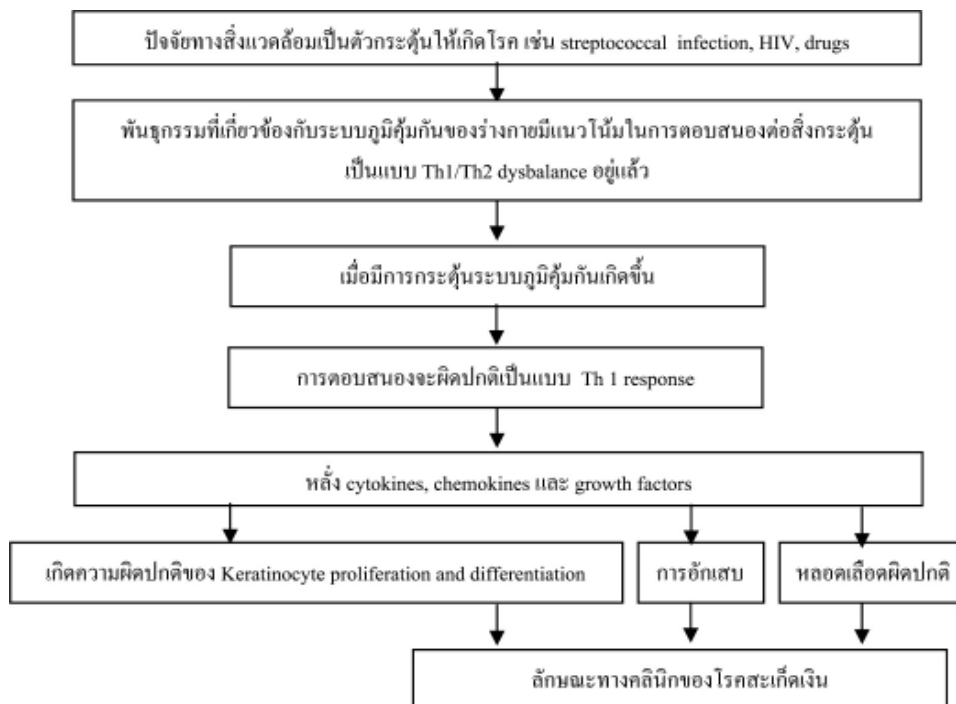 ปัจจัยทางสิ่งแวดล้อมเป็นตัวกระตุ้นให้เกิดโรค เช่น streptococcal infection, HIV, drugs
พันธุกรรมที่เกี่ยวข้องกับระบบภูมิคุ้มกันของร่างกายมีแนวโน้มในการตอบสนองต่อสิ่งกระตุ้น
เป็นแบบ Th1/Th2 dysbalance อยู่แล้ว
เมื่อมีการกระตุ้นระบบภูมิคุ้มกันเกิดขึ้น
การตอบสนองจะผิดปกติเป็นแบบ Th 1 response
หลั่ง cytokines, chemokines และ growth factors
เกิดความผิดปกติของ Keratinocyte proliferation and differentiation
การอักเสบ
หลอดเลือดผิดปกติ
ลักษณะทางคลินิกของโรคสะเก็ดเงิน